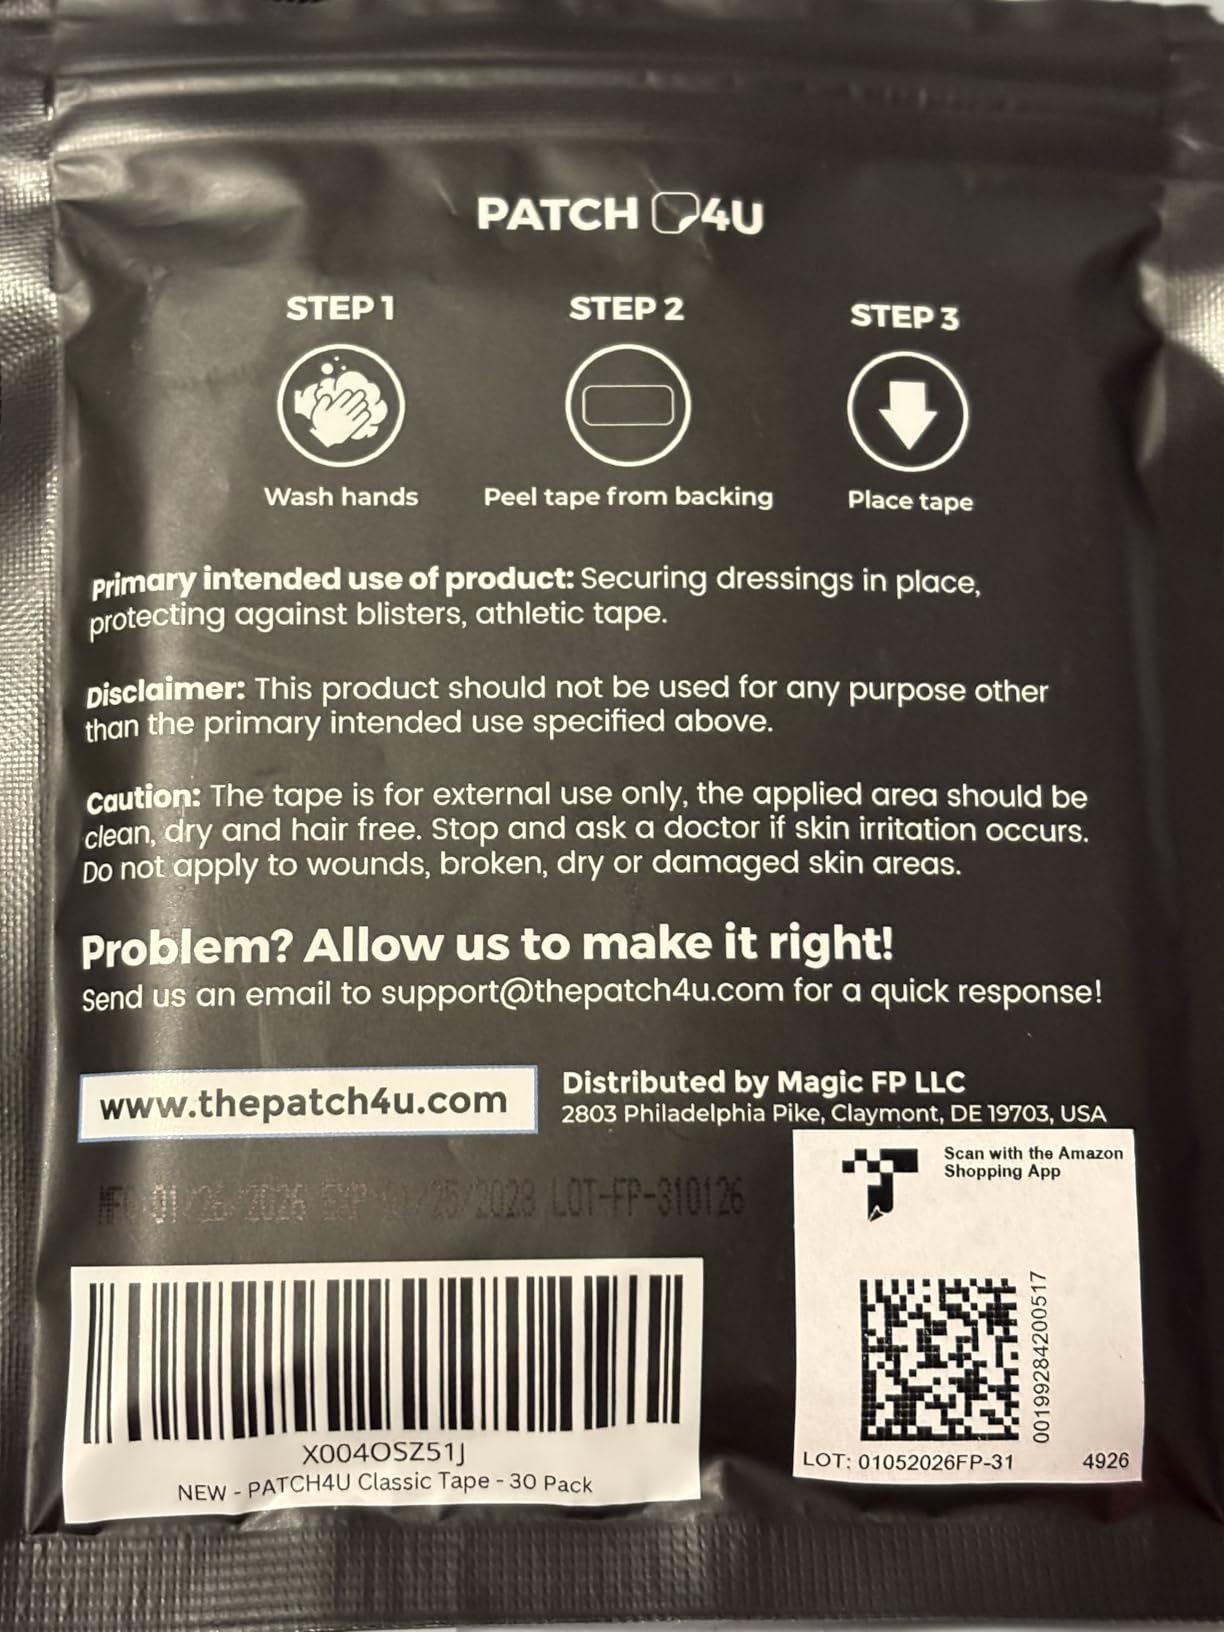 PATCH 4U
STEP 1
STEP 2
STEP 3
Wash hands
Peel tape from backing
Place tape
Primary intended use of product: Securing dressings in place,
protecting against blisters, athletic tape.
Disclaimer: This product should not be used for any purpose other
than the primary intended use specified above.
Caution: The tape is for external use only, the applied area should be
clean, dry and hair free. Stop and ask a doctor if skin irritation occurs.
Do not apply to wounds, broken, dry or damaged skin areas.
Problem? Allow us to make it right!
Send us an email to support@thepatch4u.com for a quick response!
www.thepatch4u.com
Distributed by Magic FP LLC
2803 Philadelphia Pike, Claymont, DE 19703, USA
LOT-FP-310126
Scan with the Amazon
Shopping App
00199284200517
LOT: 01052026FP-31 4926
X004OSZ51J
NEW - PATCH4U Classic Tape - 30 Pack